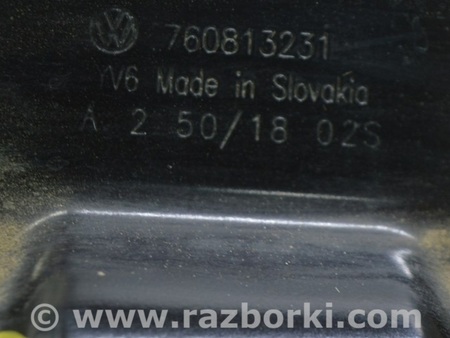 760813231
YV6 Made in Slovakia
A 2 50/18 02S
© www.razborki.com